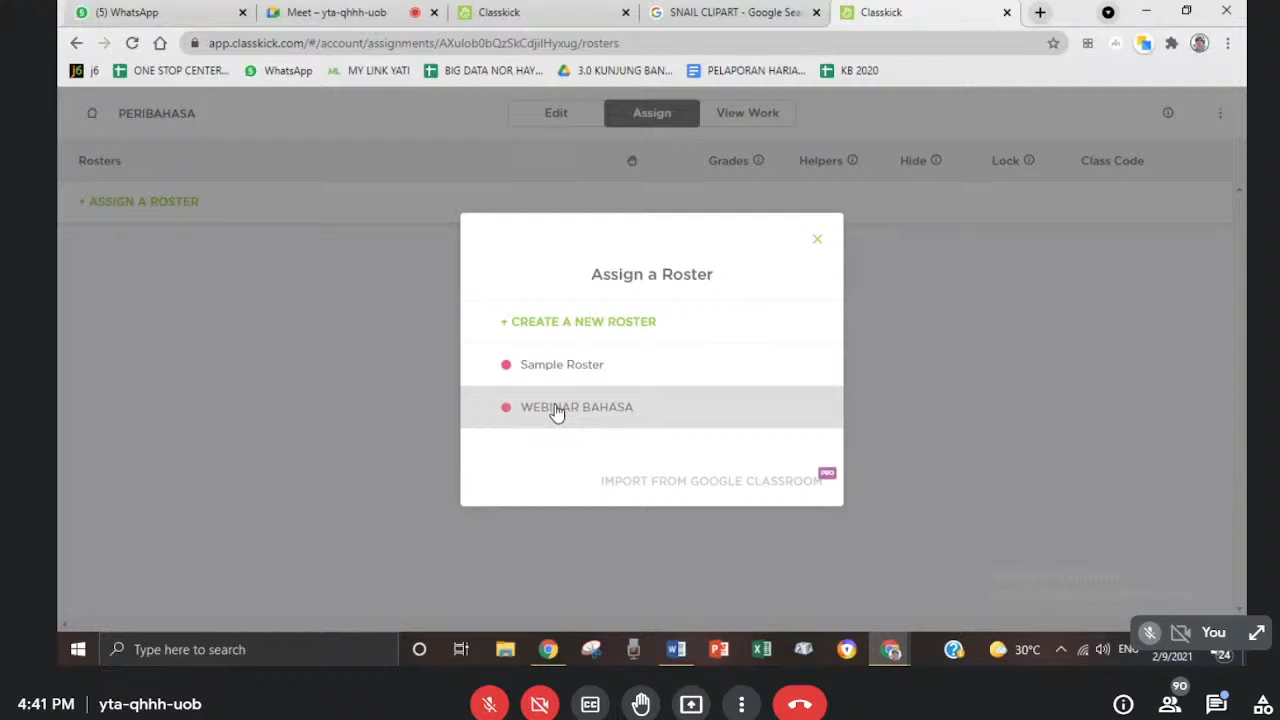 (5) WhatsApp
Meet – yta-qhhh-uob
Classkick
SNAIL CLIPART - Google Sea
Classkick
app.classkick.com/#/account/assignments/AXulob0bQzSkCdjiIHyxug/rosters
j6
ONE STOP CENTER...
WhatsApp
MY LINK YATI
BIG DATA NOR HAY...
3.0 KUNJUNG BAN...
PELAPORAN HARIA...
KB 2020
PERIBAHASA
Edit
Assign
View Work
Rosters
Grades
Helpers
Hide
Lock
Class Code
+ ASSIGN A ROSTER
Assign a Roster
+ CREATE A NEW ROSTER
Sample Roster
WEBINAR BAHASA
PRO
IMPORT FROM GOOGLE CLASSROOM
You
Type here to search
30°C
ENG
2/9/2021
24
4:41 PM
yta-qhhh-uob
90